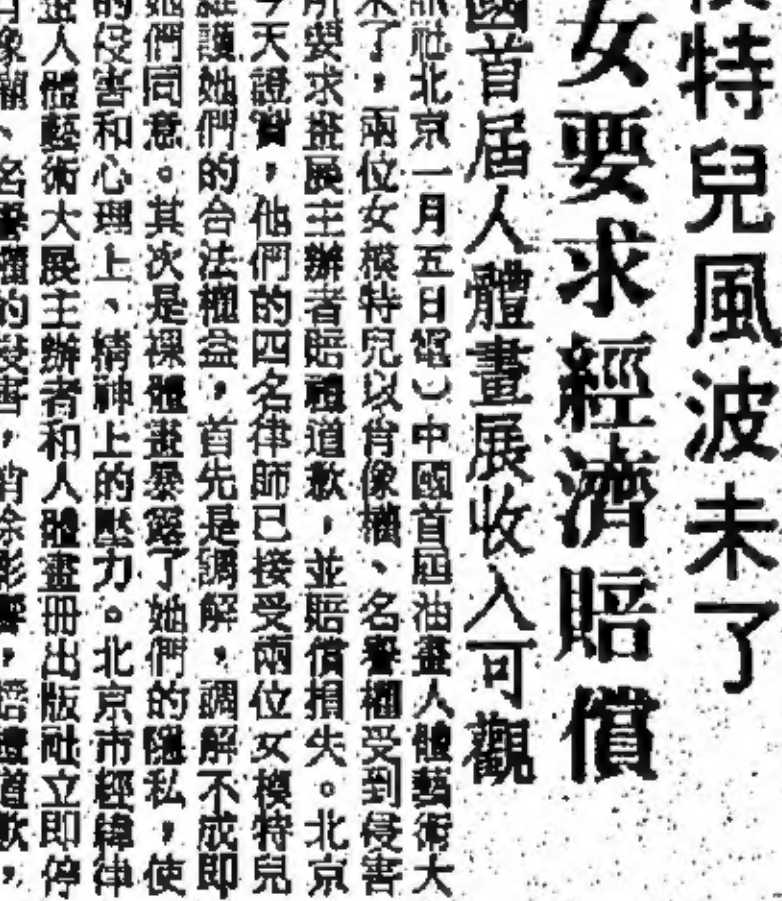 模特兒風波未了
女要求經濟賠償
國首屆人體畫展收入可觀
訊社北京一月五日電）中國首屆油畫人體藝術大
未了，兩位女模特兒以肖像權、名譽權受到侵害
所要求畫展主辦者賠禮道歉，並賠償損失。北京
今天證實，他們的四名律師已接受兩位女模特兒
維護她們的合法權益，首先是調解，調解不成即
她們同意。其次是裸體畫暴露了她們的隱私，使
的侵害和心理上、精神上的壓力。北京市經緯律
畫人體藝術大展主辦者和人體畫冊出版社立即停
肖像權、名譽權的侵害，消除影響，賠禮道歉，